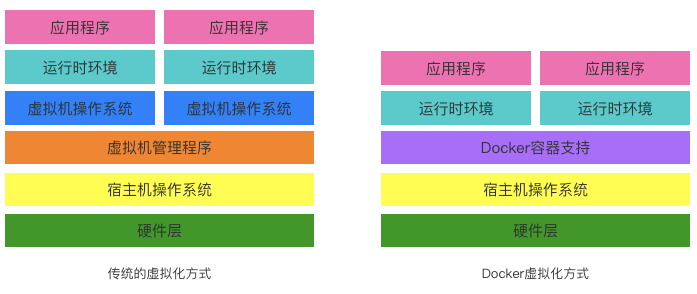 应用程序 应用程序
运行时环境 运行时环境
虚拟机操作系统 虚拟机操作系统
虚拟机管理程序
宿主机操作系统
硬件层
传统的虚拟化方式
应用程序 应用程序
运行时环境 运行时环境
Docker容器支持
宿主机操作系统
硬件层
Docker虚拟化方式